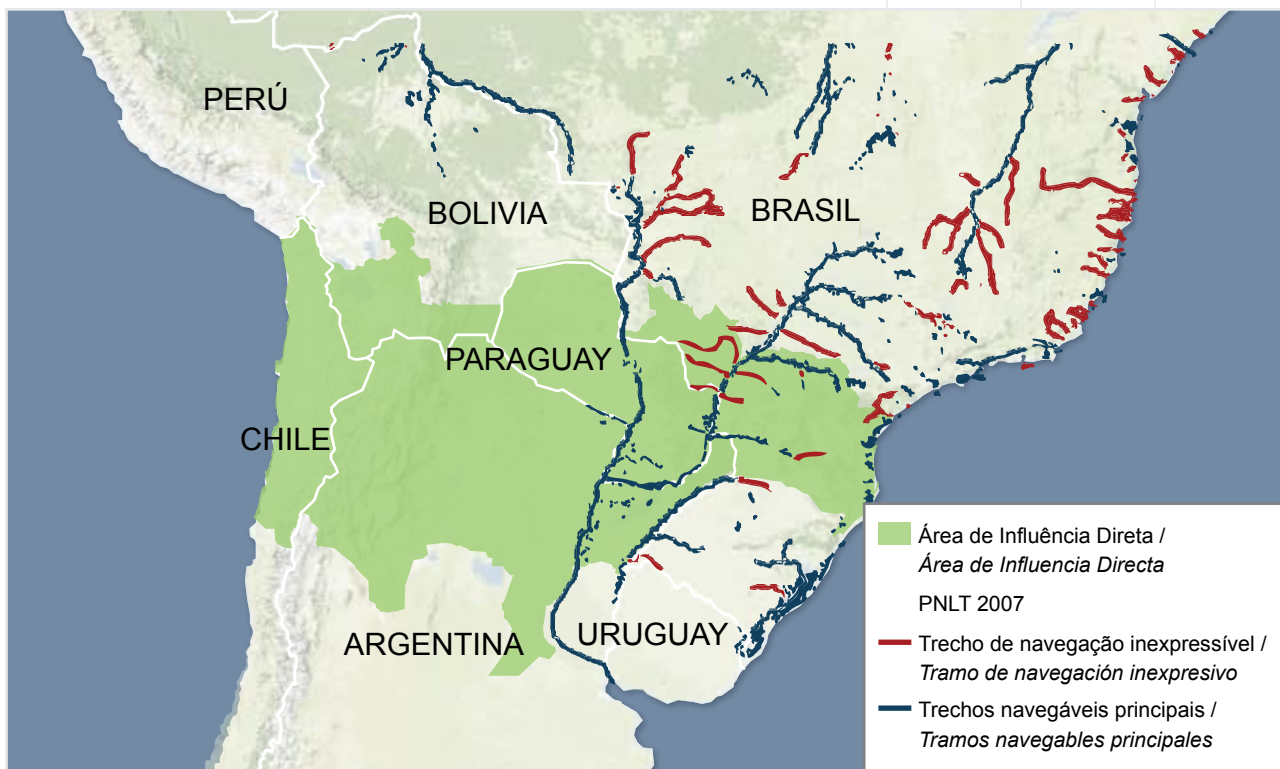 PERÚ
BOLIVIA
BRASIL
PARAGUAY
CHILE
ARGENTINA
URUGUAY
Área de Influência Direta /
Área de Influencia Directa
PNLT 2007
Trecho de navegação inexpressível /
Tramo de navegación inexpresivo
Trechos navegáveis principais /
Tramos navegables principales